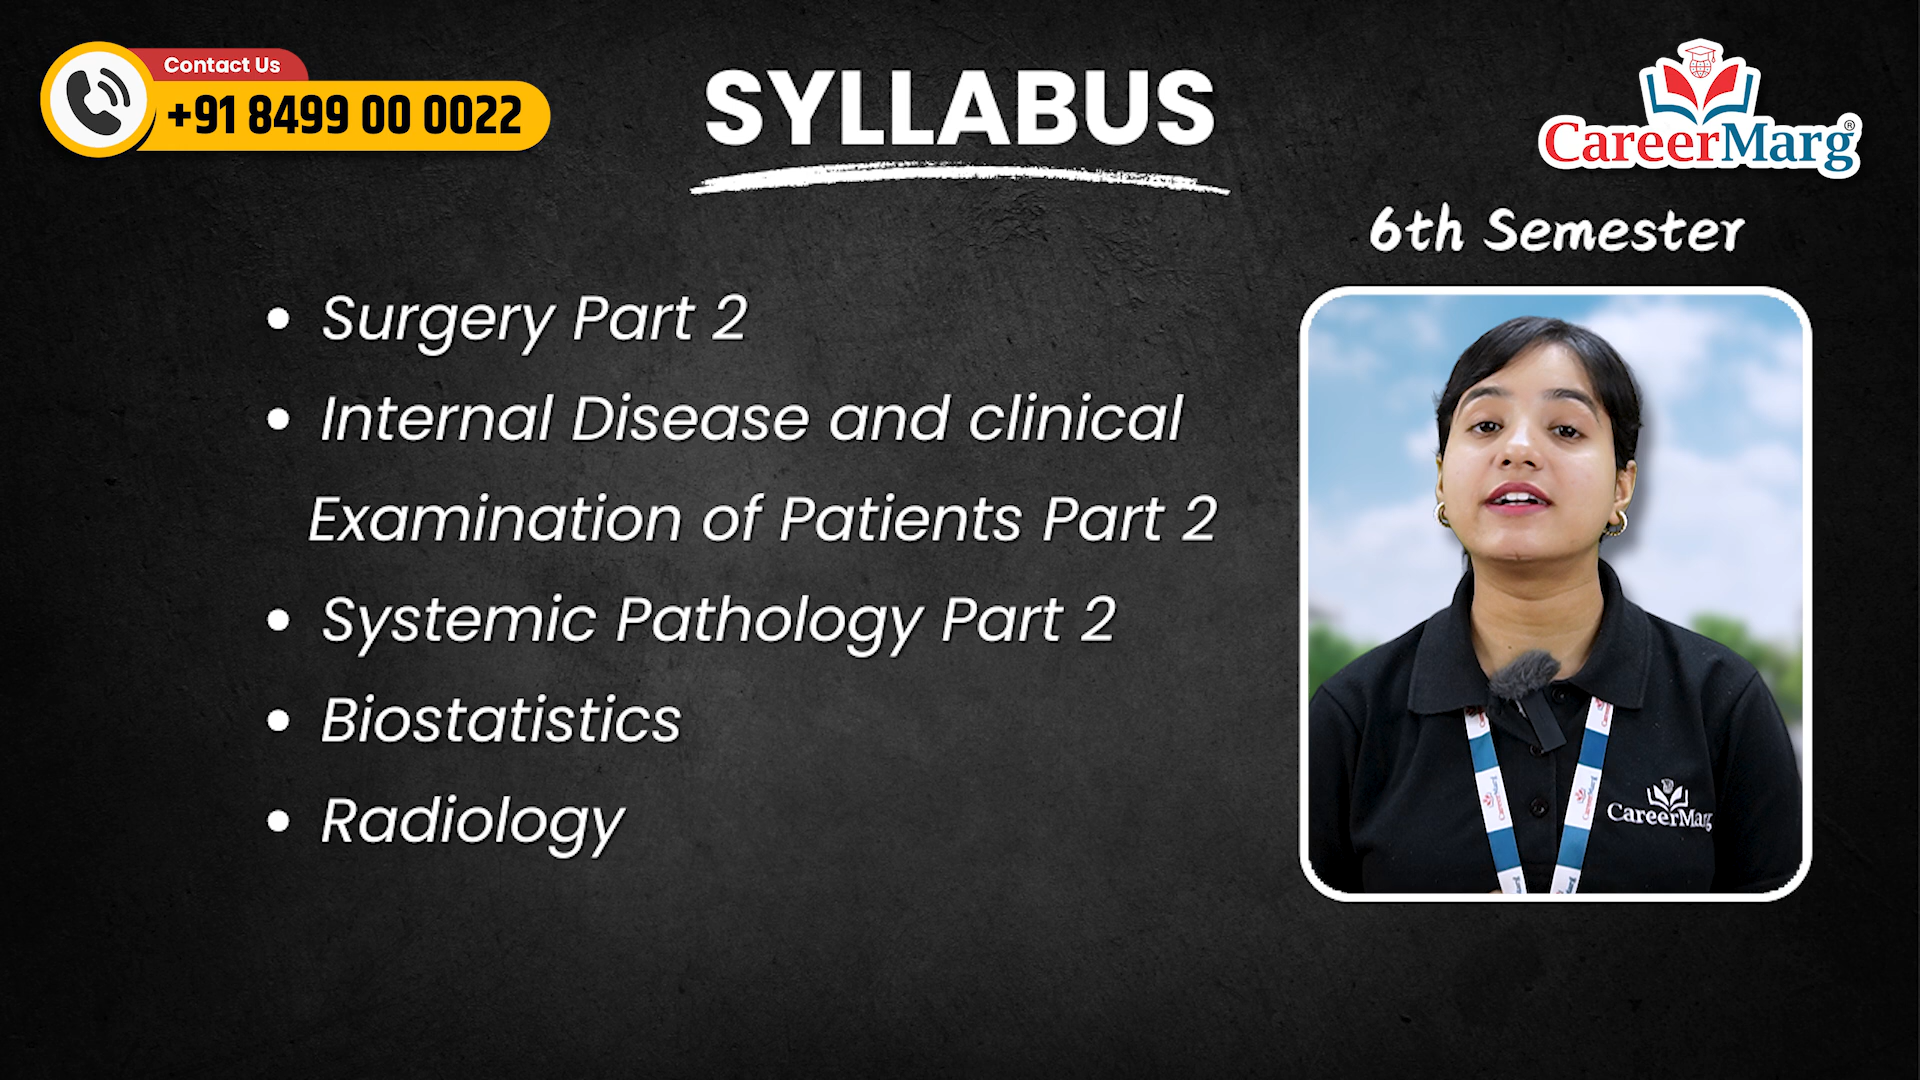 Contact Us
+91 8499 00 0022
SYLLABUS
CareerMarg®
6th Semester
• Surgery Part 2
• Internal Disease and clinical
Examination of Patients Part 2
• Systemic Pathology Part 2
• Biostatistics
• Radiology
CareerMarg